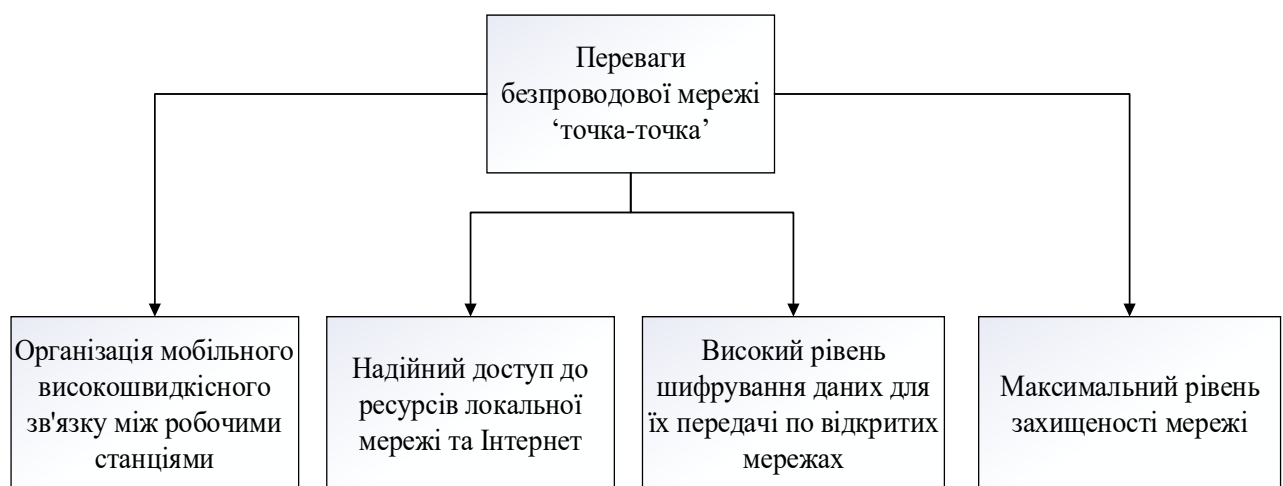 Переваги
безпроводової мережі
‘точка-точка’
Організація мобільного
високошвидкісного
зв'язку між робочими
станціями
Надійний доступ до
ресурсів локальної
мережі та Інтернет
Високий рівень
шифрування даних для
їх передачі по відкритих
мережах
Максимальний рівень
захищеності мережі